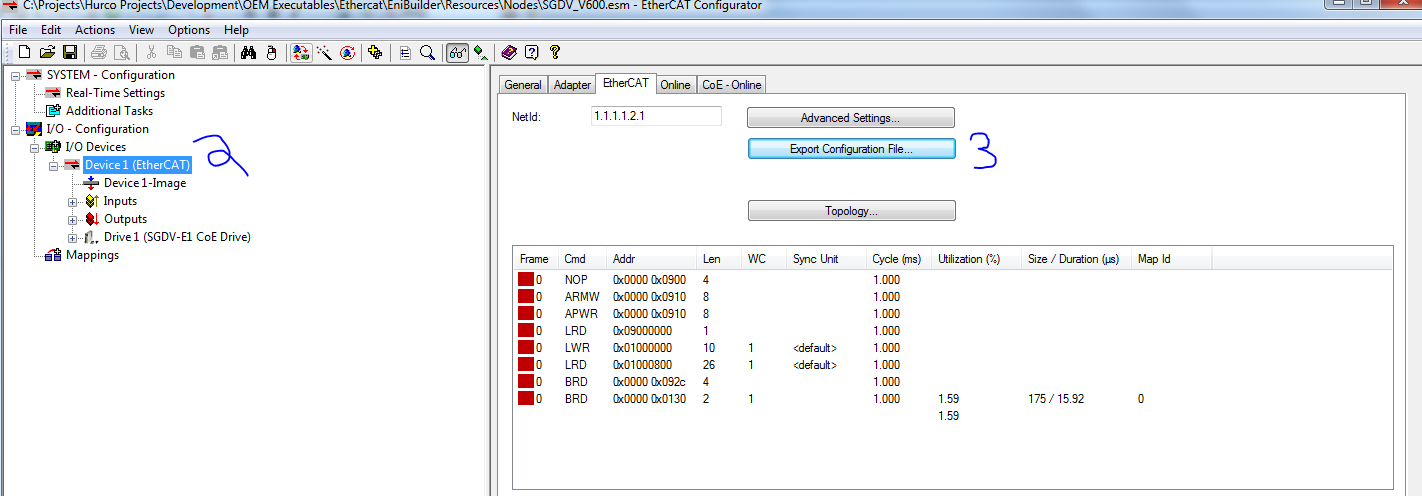 C:\Projects\Hurco Projects\Development\OEM Executables\Ethercat\EniBuilder\Resources\Nodes\SGDV_V600.esm - EtherCAT Configurator
File Edit Actions View Options Help
SYSTEM - Configuration
Real-Time Settings
Additional Tasks
I/O - Configuration
I/O Devices
Device 1 (EtherCAT)
2
Device 1-Image
Inputs
Outputs
Drive 1 (SGDV-E1 CoE Drive)
Mappings
General Adapter EtherCAT Online CoE - Online
NetId: 1.1.1.1.2.1 Advanced Settings...
Export Configuration File... 3
Topology...
Frame Cmd Addr Len WC Sync Unit Cycle (ms) Utilization (%) Size / Duration (µs) Map Id
0 NOP 0x0000 0x0900 4 1.000
0 ARMW 0x0000 0x0910 8 1.000
0 APWR 0x0000 0x0910 8 1.000
0 LRD 0x09000000 1 1.000
0 LWR 0x01000000 10 1 <default> 1.000
0 LRD 0x01000800 26 1 <default> 1.000
0 BRD 0x0000 0x092c 4 1.000
0 BRD 0x0000 0x0130 2 1 1.000 1.59 175 / 15.92 0
1.59